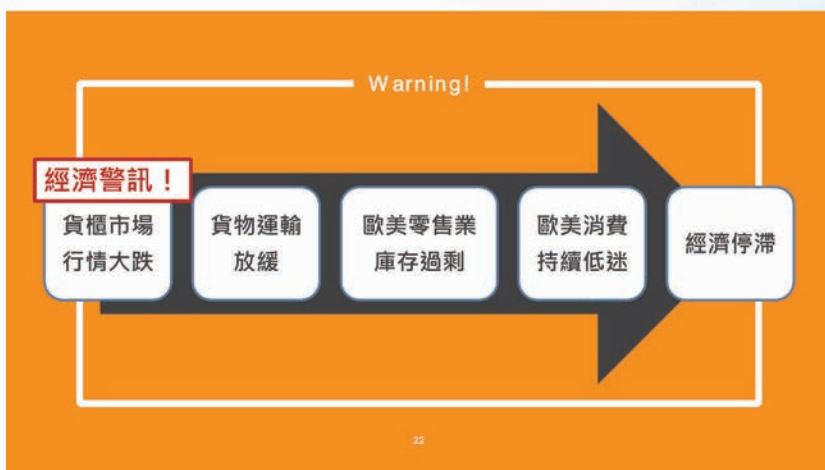 Warning!
經濟警訊！
貨櫃市場
行情大跌
貨物運輸
放緩
歐美零售業
庫存過剩
歐美消費
持續低迷
經濟停滯
22